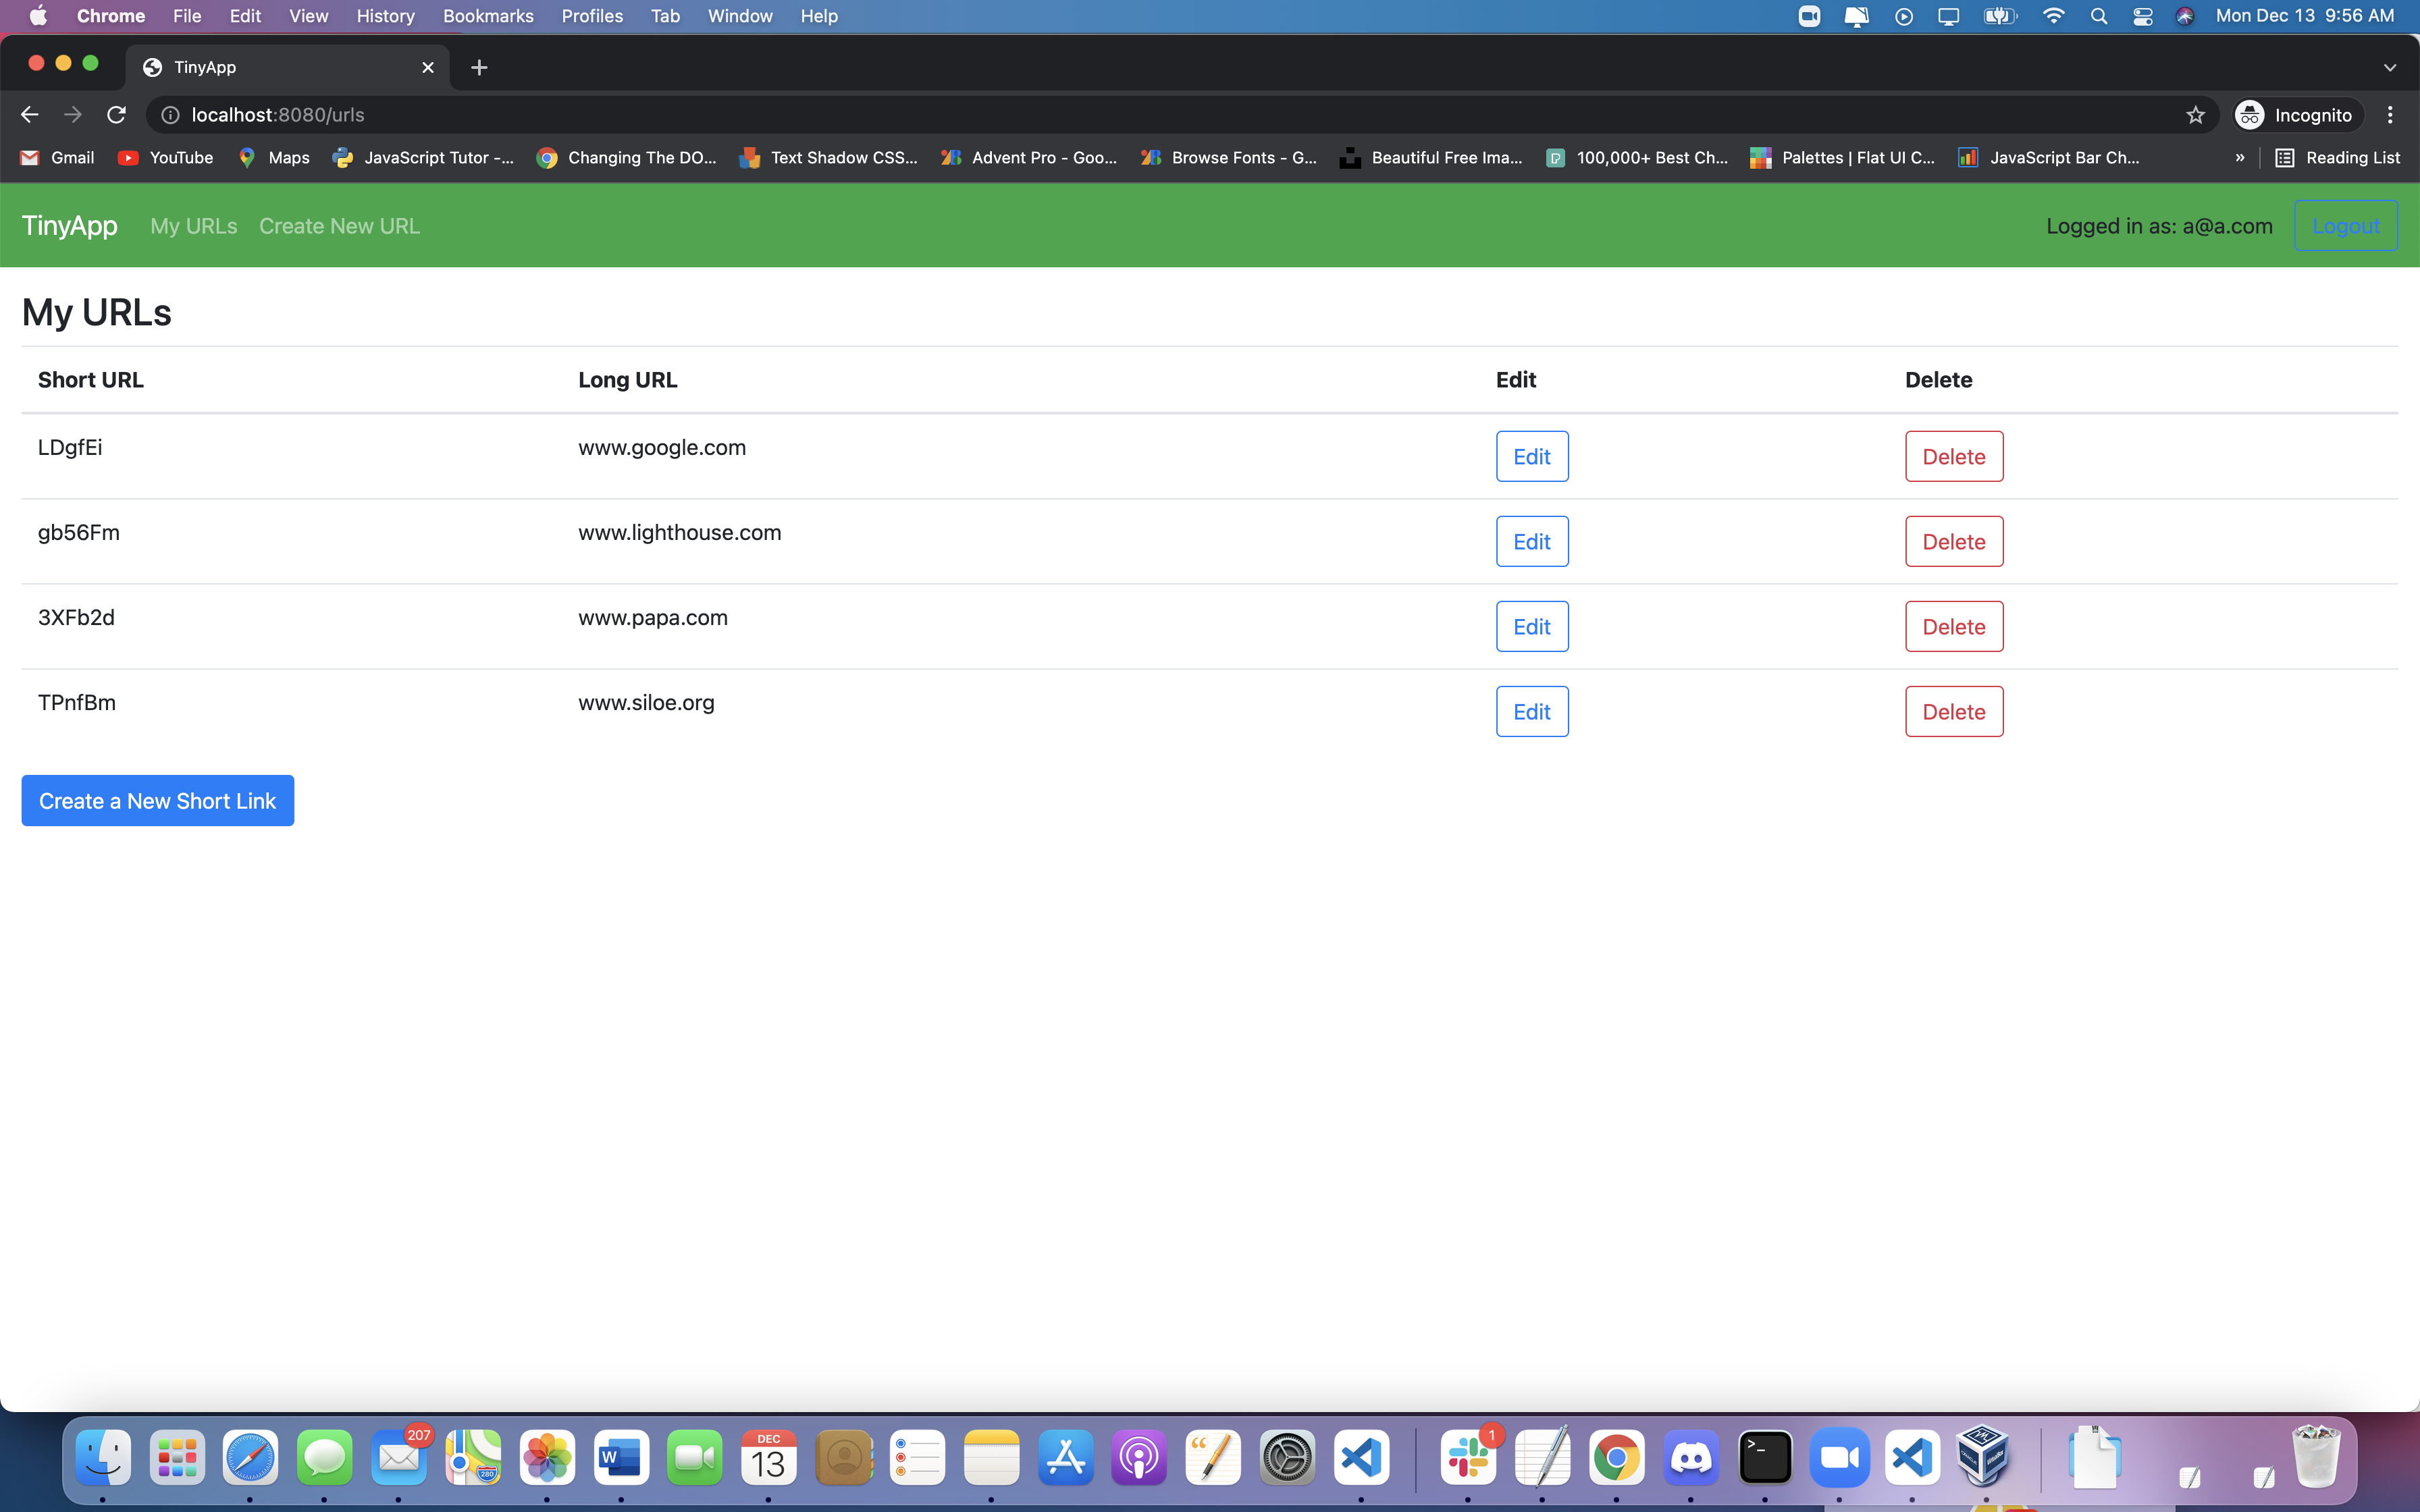 Chrome File Edit View History Bookmarks Profiles Tab Window Help Mon Dec 13 9:56 AM
TinyApp
localhost:8080/urls Incognito
Gmail YouTube Maps JavaScript Tutor -... Changing The DO... Text Shadow CSS... Advent Pro - Goo... Browse Fonts - G... Beautiful Free Ima... 100,000+ Best Ch... Palettes | Flat UI C... JavaScript Bar Ch... » Reading List
TinyApp My URLs Create New URL Logged in as: a@a.com Logout
My URLs
Short URL Long URL Edit Delete
LDgfEi www.google.com Edit Delete
gb56Fm www.lighthouse.com Edit Delete
3XFb2d www.papa.com Edit Delete
TPnfBm www.siloe.org Edit Delete
Create a New Short Link
207 280 W DEC 13 1 >_